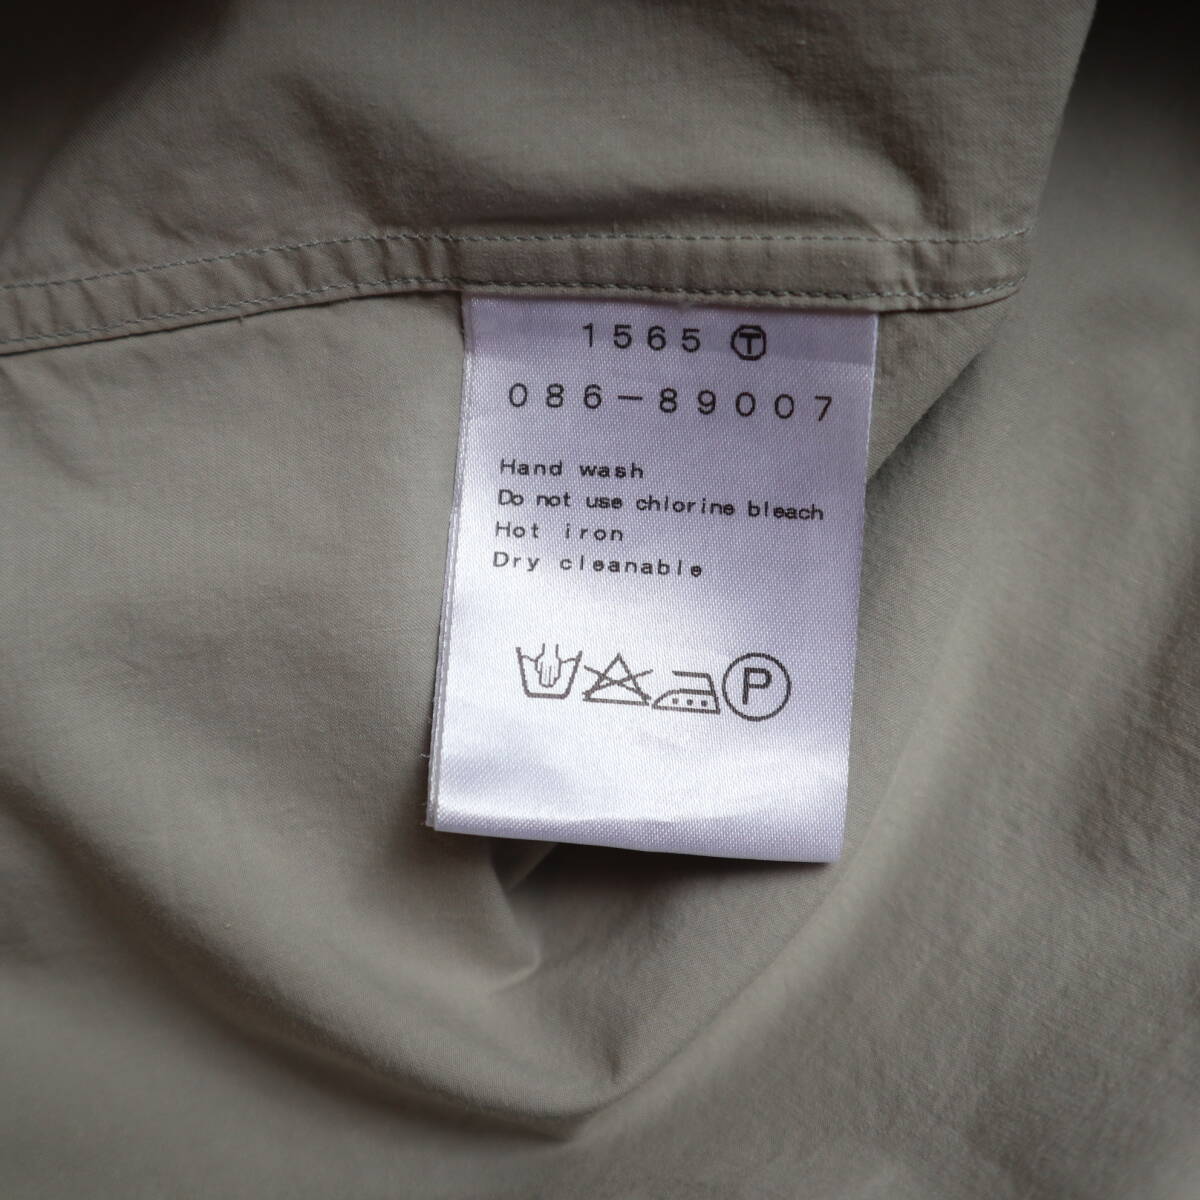 1565 Ⓣ
086-89007
Hand wash
Do not use chlorine bleach
Hot iron
Dry cleanable
P